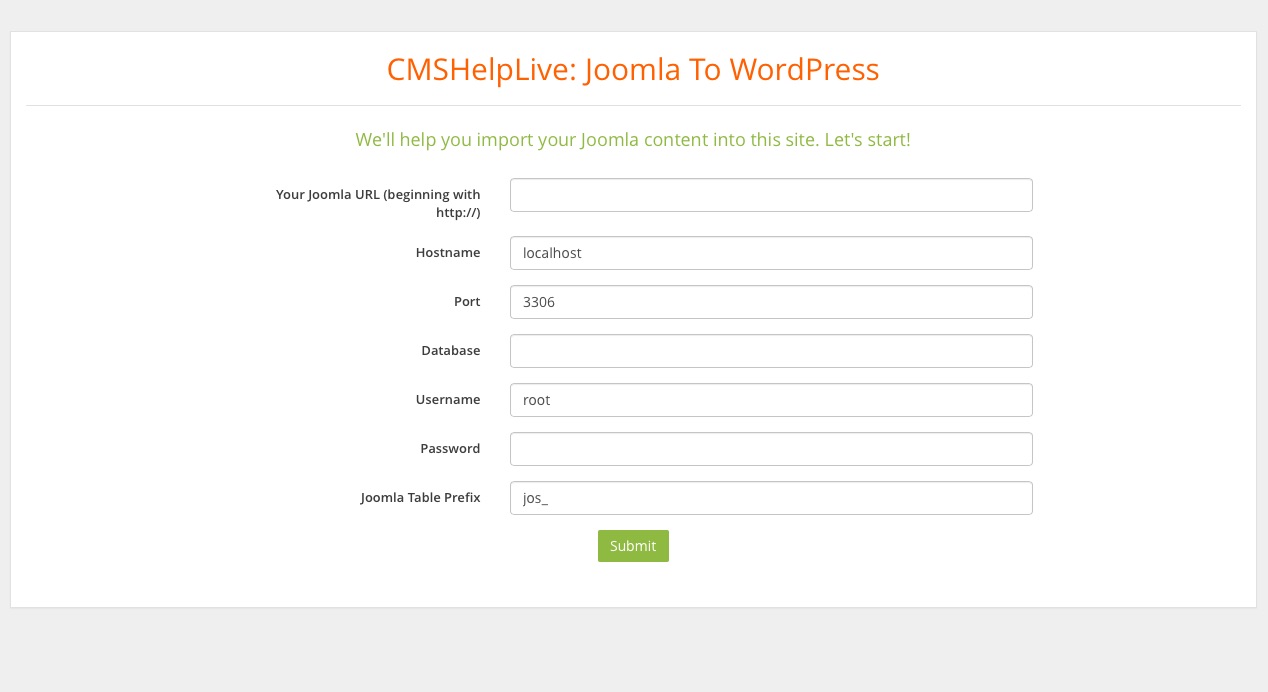 CMSHelpLive: Joomla To WordPress
We'll help you import your Joomla content into this site. Let's start!
Your Joomla URL (beginning with
http://)
Hostname
localhost
Port
3306
Database
Username
root
Password
Joomla Table Prefix
jos_
Submit